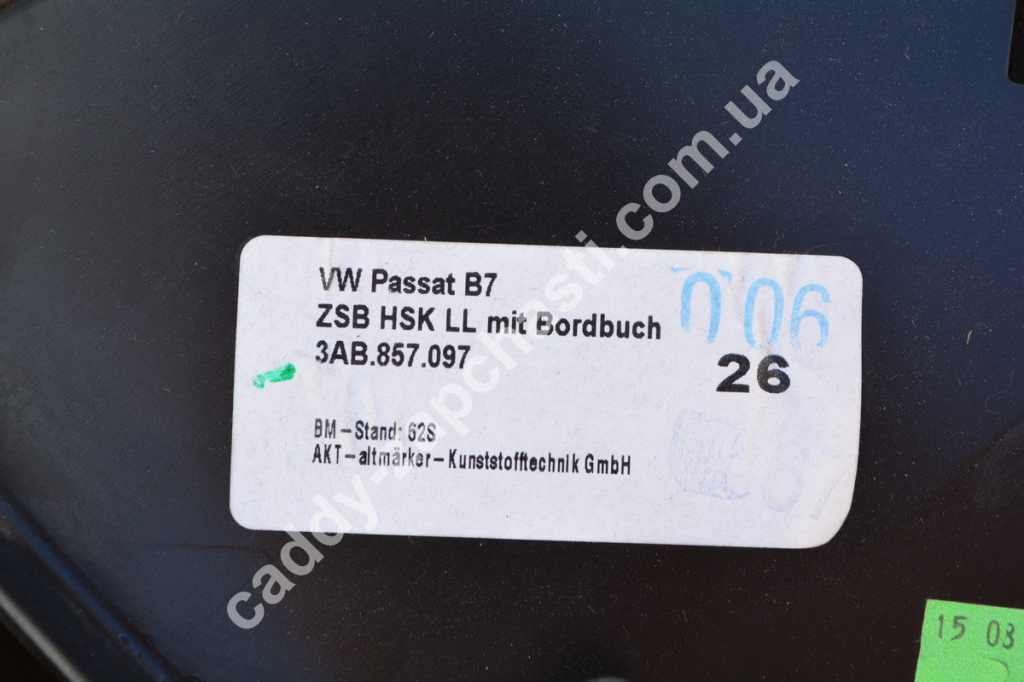 VW Passat B7
ZSB HSK LL mit Bordbuch
3AB.857.097
006
26
BM-Stand: 62S
AKT-altmärker-Kunststofftechnik GmbH
67
15 03
caddy-zapchasti.com.ua